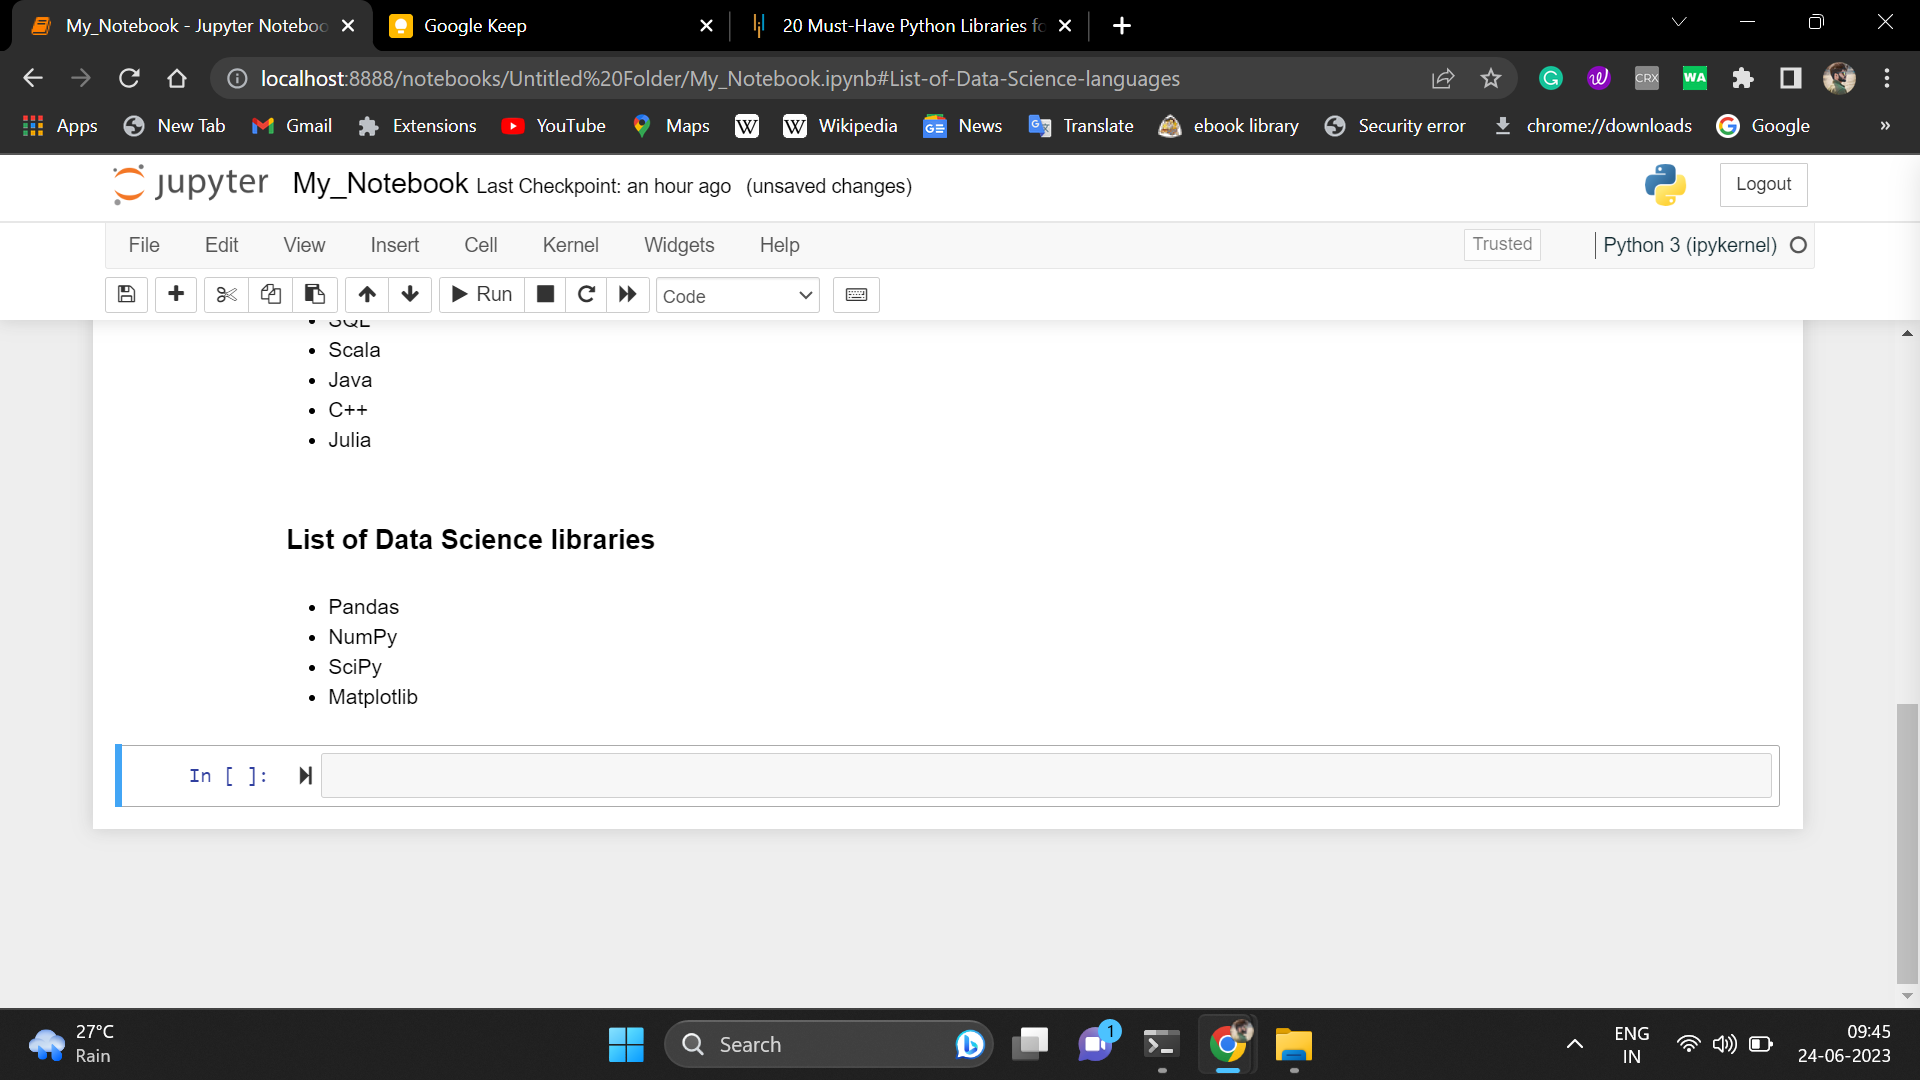 My_Notebook - Jupyter Noteboo
Google Keep
20 Must-Have Python Libraries fo
localhost:8888/notebooks/Untitled%20Folder/My_Notebook.ipynb#List-of-Data-Science-languages
CRX
WA
Apps
New Tab
Gmail
Extensions
YouTube
Maps
W
W Wikipedia
News
Translate
ebook library
Security error
chrome://downloads
Google
»
jupyter My_Notebook Last Checkpoint: an hour ago (unsaved changes)
Logout
File Edit View Insert Cell Kernel Widgets Help
Trusted
Python 3 (ipykernel)
Run
Code
SQL
Scala
Java
C++
Julia
List of Data Science libraries
Pandas
NumPy
SciPy
Matplotlib
In [ ]:
27°C
Rain
Search
1
ENG
IN
09:45
24-06-2023